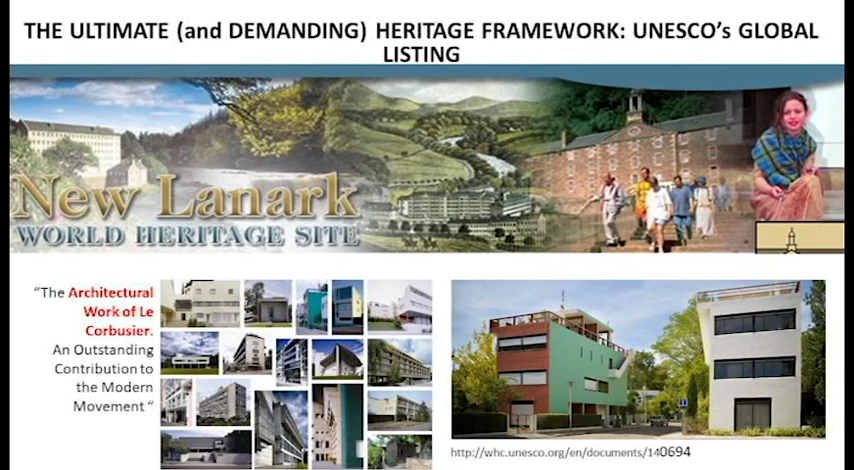 THE ULTIMATE (and DEMANDING) HERITAGE FRAMEWORK: UNESCO's GLOBAL
LISTING
New Lanark
WORLD HERITAGE SITE
“The Architectural
Work of Le
Corbusier.
An Outstanding
Contribution to
the Modern
Movement “
http://whc.unesco.org/en/documents/140694